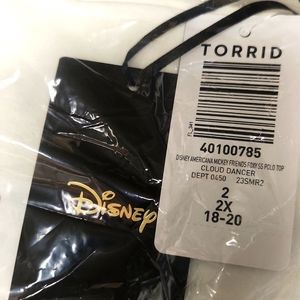 TORRID
40100785
DISNEY AMERICANA MICKEY FRIENDS FOXY SS POLO TOP
CLOUD DANCER
DEPT 0450 23SMR2
2
2X
18-20
Disney